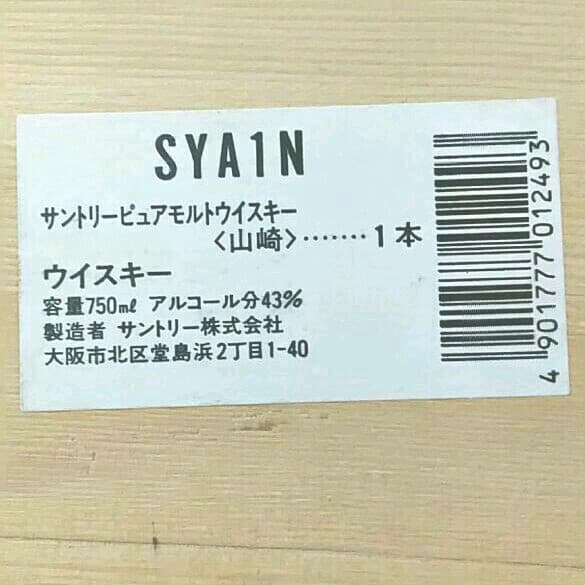 SYA1N
サントリーピュアモルトウイスキー
〈山崎〉‥‥‥‥1本
ウイスキー
容量750mℓ アルコール分43%
製造者 サントリー株式会社
大阪市北区堂島浜2丁目1-40
4901777012493